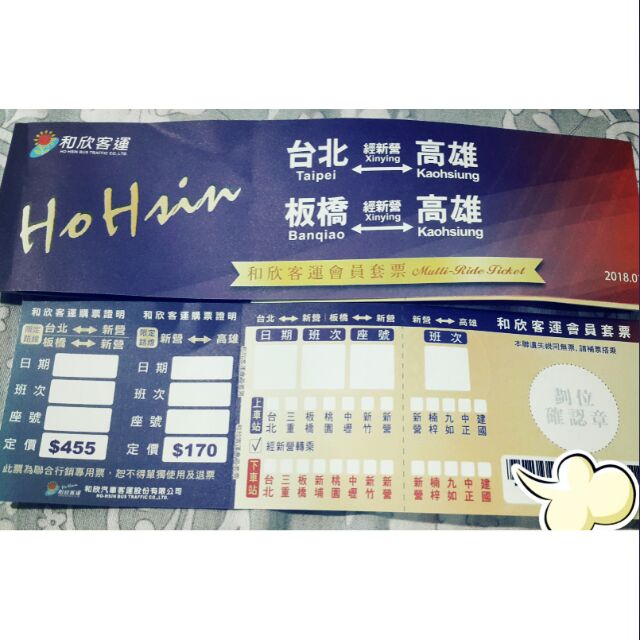 和欣客運
HO-HSIN BUS TRAFFIC CO., LTD.
HoHsin
台北 經新營 高雄
Taipei Xinying Kaohsiung
板橋 經新營 高雄
Banqiao Xinying Kaohsiung
和欣客運會員套票 Multi-Ride Ticket
2018.0
和欣客運購票證明
限定路線
台北 新營
板橋 新營
日期
班次
座號
定價 $455
和欣客運購票證明
限定路線
新營 高雄
日期
班次
座號
定價 $170
此票為聯合行銷專用票，恕不得單獨使用及退票
和欣客運 和欣汽車客運股份有限公司
HO-HSIN BUS TRAFFIC CO., LTD.
台北 新營 板橋 新營
日期 班次 座號
上車站
台北 三重 板橋 桃園 中壢 新竹 新營
✓ 經新營轉乘
下車站
台北 三重 板橋 桃園 中壢 新竹 新營
新營 高雄
班次
新營 楠梓 九如 中正 建國
新營 楠梓 九如 中正 建國
和欣客運會員套票
本聯遺失視同無票，請補票搭乘
劃位
確認章